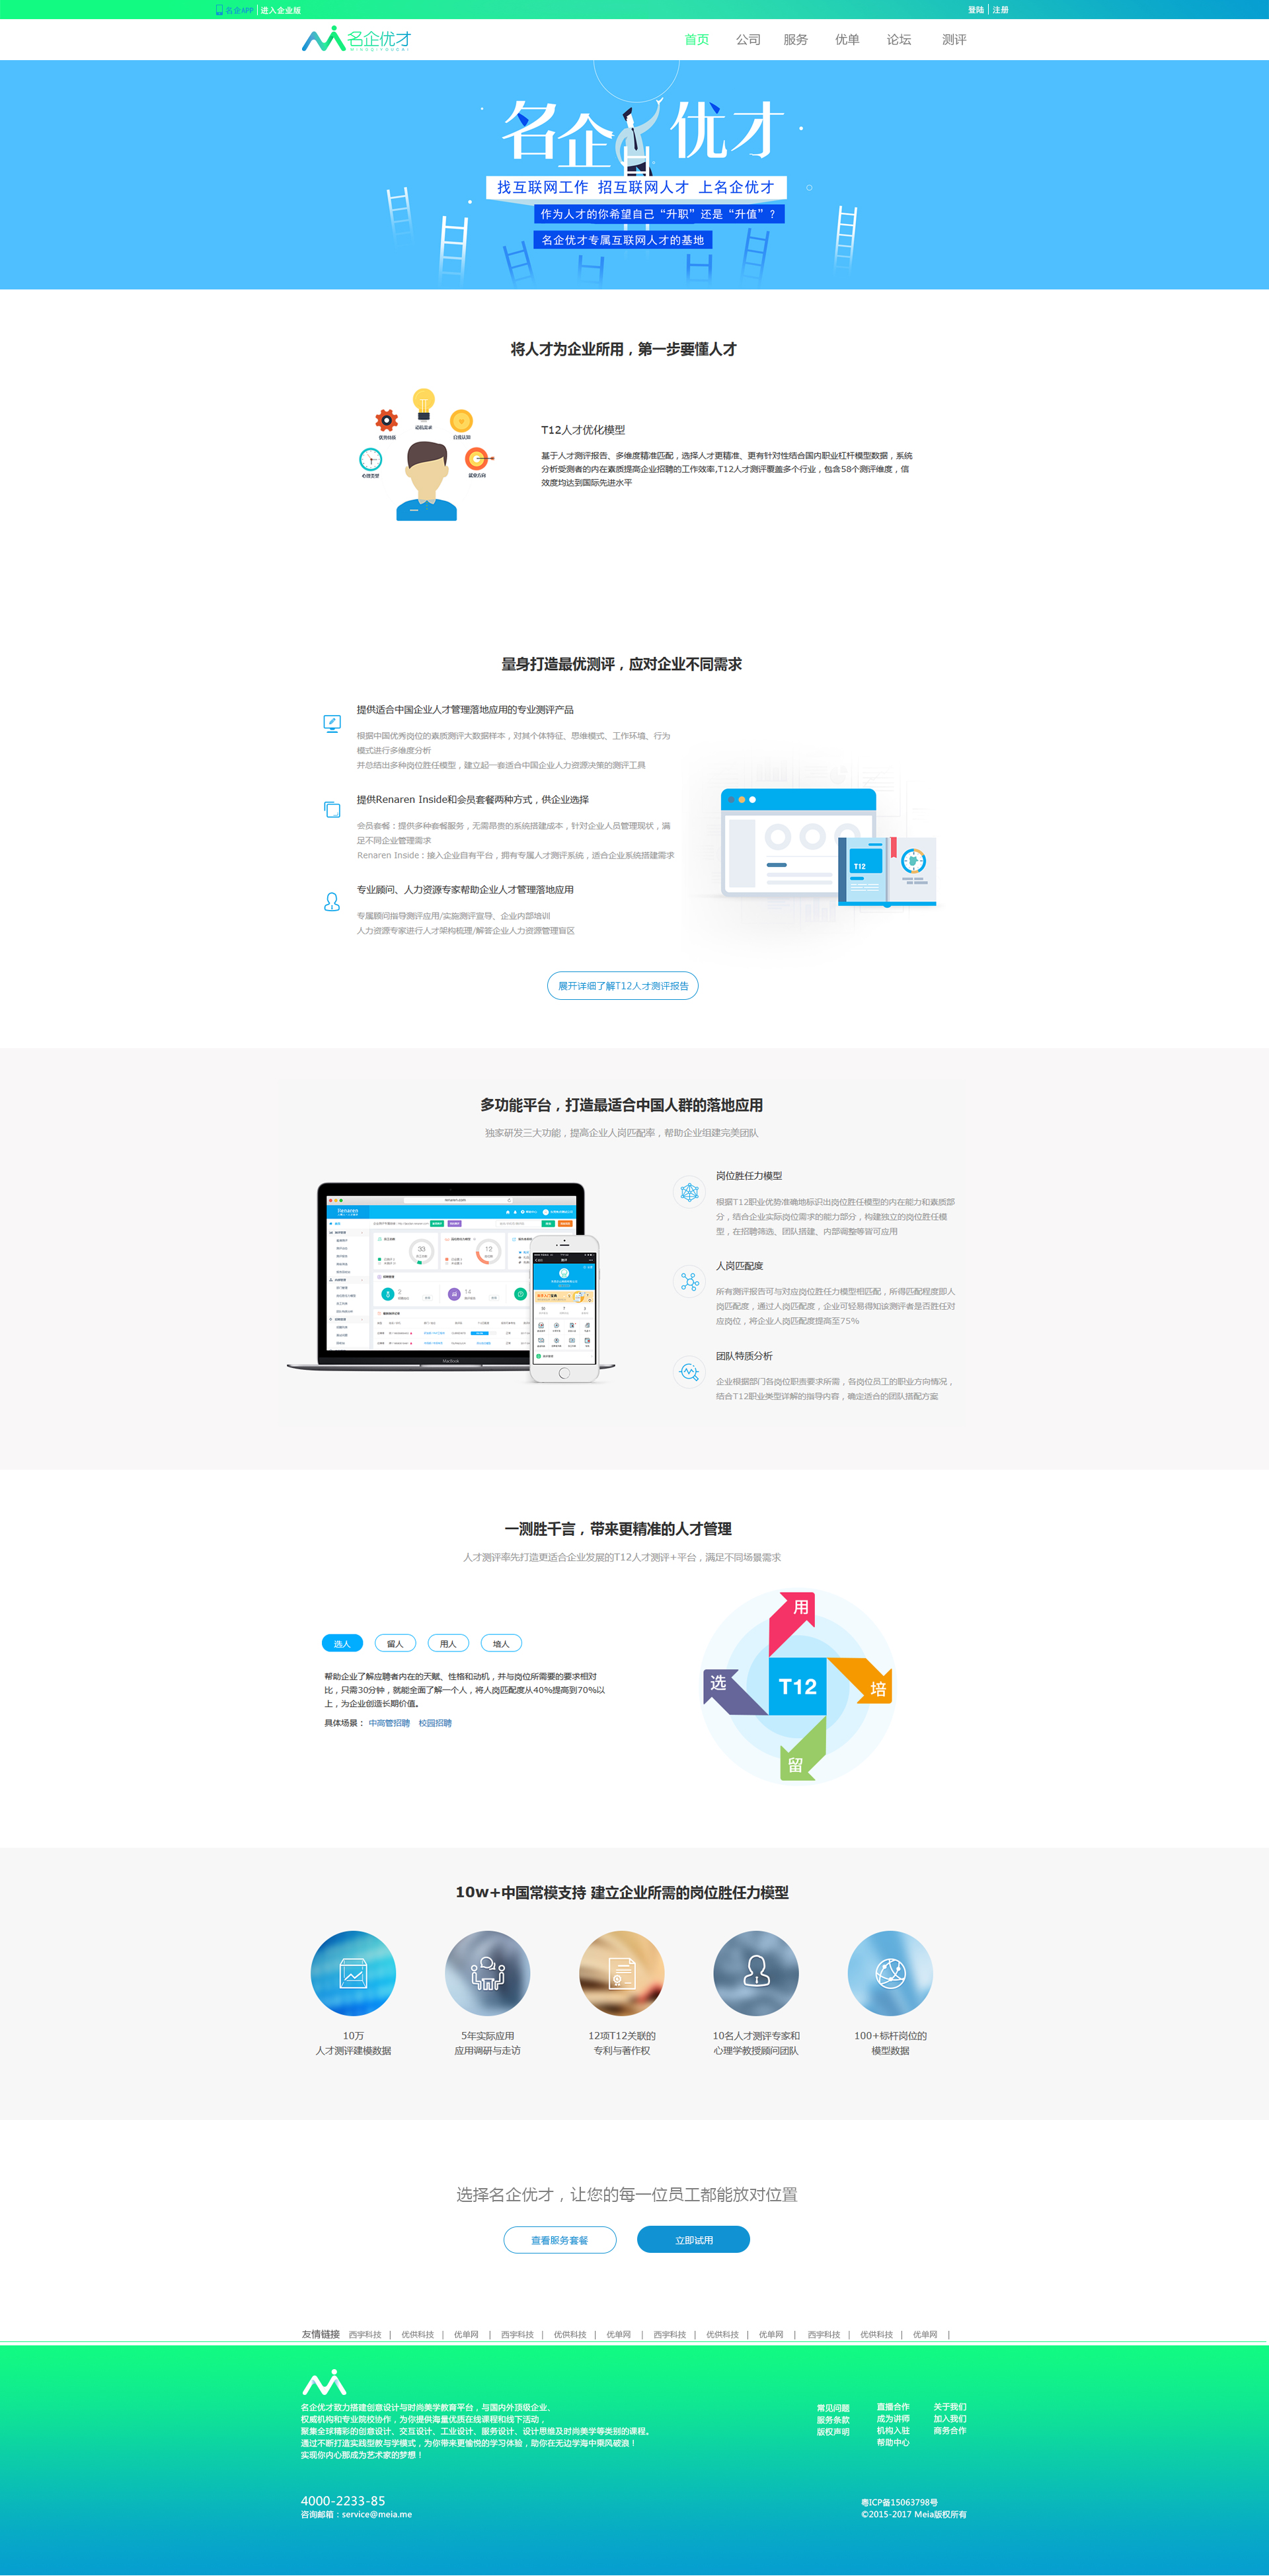 名企APP 进入企业版
登陆 注册
名企优才
首页 公司 服务 优单 论坛 测评
名企优才
找互联网工作 招互联网人才 上名企优才
作为人才的你希望自己“升职”还是“升值”?
名企优才专属互联网人才的基地
将人才为企业所用，第一步要懂人才
T12人才优化模型
基于人才测评报告、多维度精准匹配，选择人才更精准、更有针对性结合国内职业杠杆模型数据，系统
分析受测者的内在素质提高企业招聘的工作效率,T12人才测评覆盖多个行业，包含58个测评维度，信
效度均达到国际先进水平
量身打造最优测评，应对企业不同需求
提供适合中国企业人才管理落地应用的专业测评产品
根据中国优秀岗位的素质测评大数据样本，对其个体特征、思维模式、工作环境、行为
模式进行多维度分析
并总结出多种岗位胜任模型，建立起一套适合中国企业人力资源决策的测评工具
提供Renaren Inside和会员套餐两种方式，供企业选择
会员套餐：提供多种套餐服务，无需昂贵的系统搭建成本，针对企业人员管理现状，满
足不同企业管理需求
Renaren Inside：接入企业自有平台，拥有专属人才测评系统，适合企业系统搭建需求
专业顾问、人力资源专家帮助企业人才管理落地应用
专属顾问指导测评应用/实施测评宣导、企业内部培训
人力资源专家进行人才架构梳理/解答企业人力资源管理盲区
T12
展开详细了解T12人才测评报告
多功能平台，打造最适合中国人群的落地应用
独家研发三大功能，提高企业人岗匹配率，帮助企业组建完美团队
岗位胜任力模型
根据T12职业优势准确地标识出岗位胜任模型的内在能力和素质部
分，结合企业实际岗位需求的能力部分，构建独立的岗位胜任模
型，在招聘筛选、团队搭建、内部调整等皆可应用
人岗匹配度
所有测评报告可与对应岗位胜任力模型相匹配，所得匹配程度即人
岗匹配度，通过人岗匹配度，企业可轻易得知该测评者是否胜任对
应岗位，将企业人岗匹配度提高至75%
团队特质分析
企业根据部门各岗位职责要求所需，各岗位员工的职业方向情况，
结合T12职业类型详解的指导内容，确定适合的团队搭配方案
Renaren
33
12
2
14
MacBook
一测胜千言，带来更精准的人才管理
人才测评率先打造更适合企业发展的T12人才测评+平台，满足不同场景需求
选人 留人 用人 培人
帮助企业了解应聘者内在的天赋、性格和动机，并与岗位所需要的要求相对
比，只需30分钟，就能全面了解一个人，将人岗匹配度从40%提高到70%以
上，为企业创造长期价值。
具体场景： 中高管招聘 校园招聘
用
选
T12
培
留
10w+中国常模支持 建立企业所需的岗位胜任力模型
10万
人才测评建模数据
5年实际应用
应用调研与走访
12项T12关联的
专利与著作权
10名人才测评专家和
心理学教授顾问团队
100+标杆岗位的
模型数据
选择名企优才，让您的每一位员工都能放对位置
查看服务套餐 立即试用
友情链接 西宇科技 | 优供科技 | 优单网 | 西宇科技 | 优供科技 | 优单网 | 西宇科技 | 优供科技 | 优单网 | 西宇科技 | 优供科技 | 优单网 |
名企优才致力搭建创意设计与时尚美学教育平台，与国内外顶级企业、
权威机构和专业院校协作，为你提供海量优质在线课程和线下活动，
聚集全球精彩的创意设计、交互设计、工业设计、服务设计、设计思维及时尚美学等类别的课程。
通过不断打造实践型教与学模式，为你带来更愉悦的学习体验，助你在无边学海中乘风破浪！
实现你内心那成为艺术家的梦想！
常见问题
服务条款
版权声明
直播合作
成为讲师
机构入驻
帮助中心
关于我们
加入我们
商务合作
4000-2233-85
咨询邮箱：service@meia.me
粤ICP备15063798号
©2015-2017 Meia版权所有